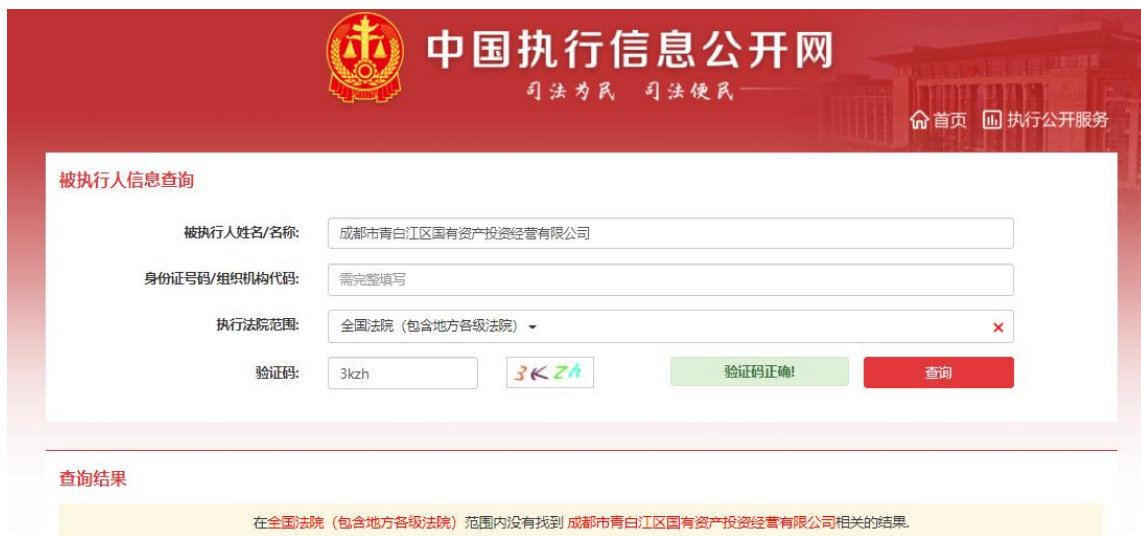 中国执行信息公开网
司法为民 司法便民
首页 执行公开服务
被执行人信息查询
被执行人姓名/名称: 成都市青白江区国有资产投资经营有限公司
身份证号码/组织机构代码: 需完整填写
执行法院范围: 全国法院（包含地方各级法院）
验证码: 3kzh 3KZh 验证码正确! 查询
查询结果
在全国法院（包含地方各级法院）范围内没有找到 成都市青白江区国有资产投资经营有限公司相关的结果.